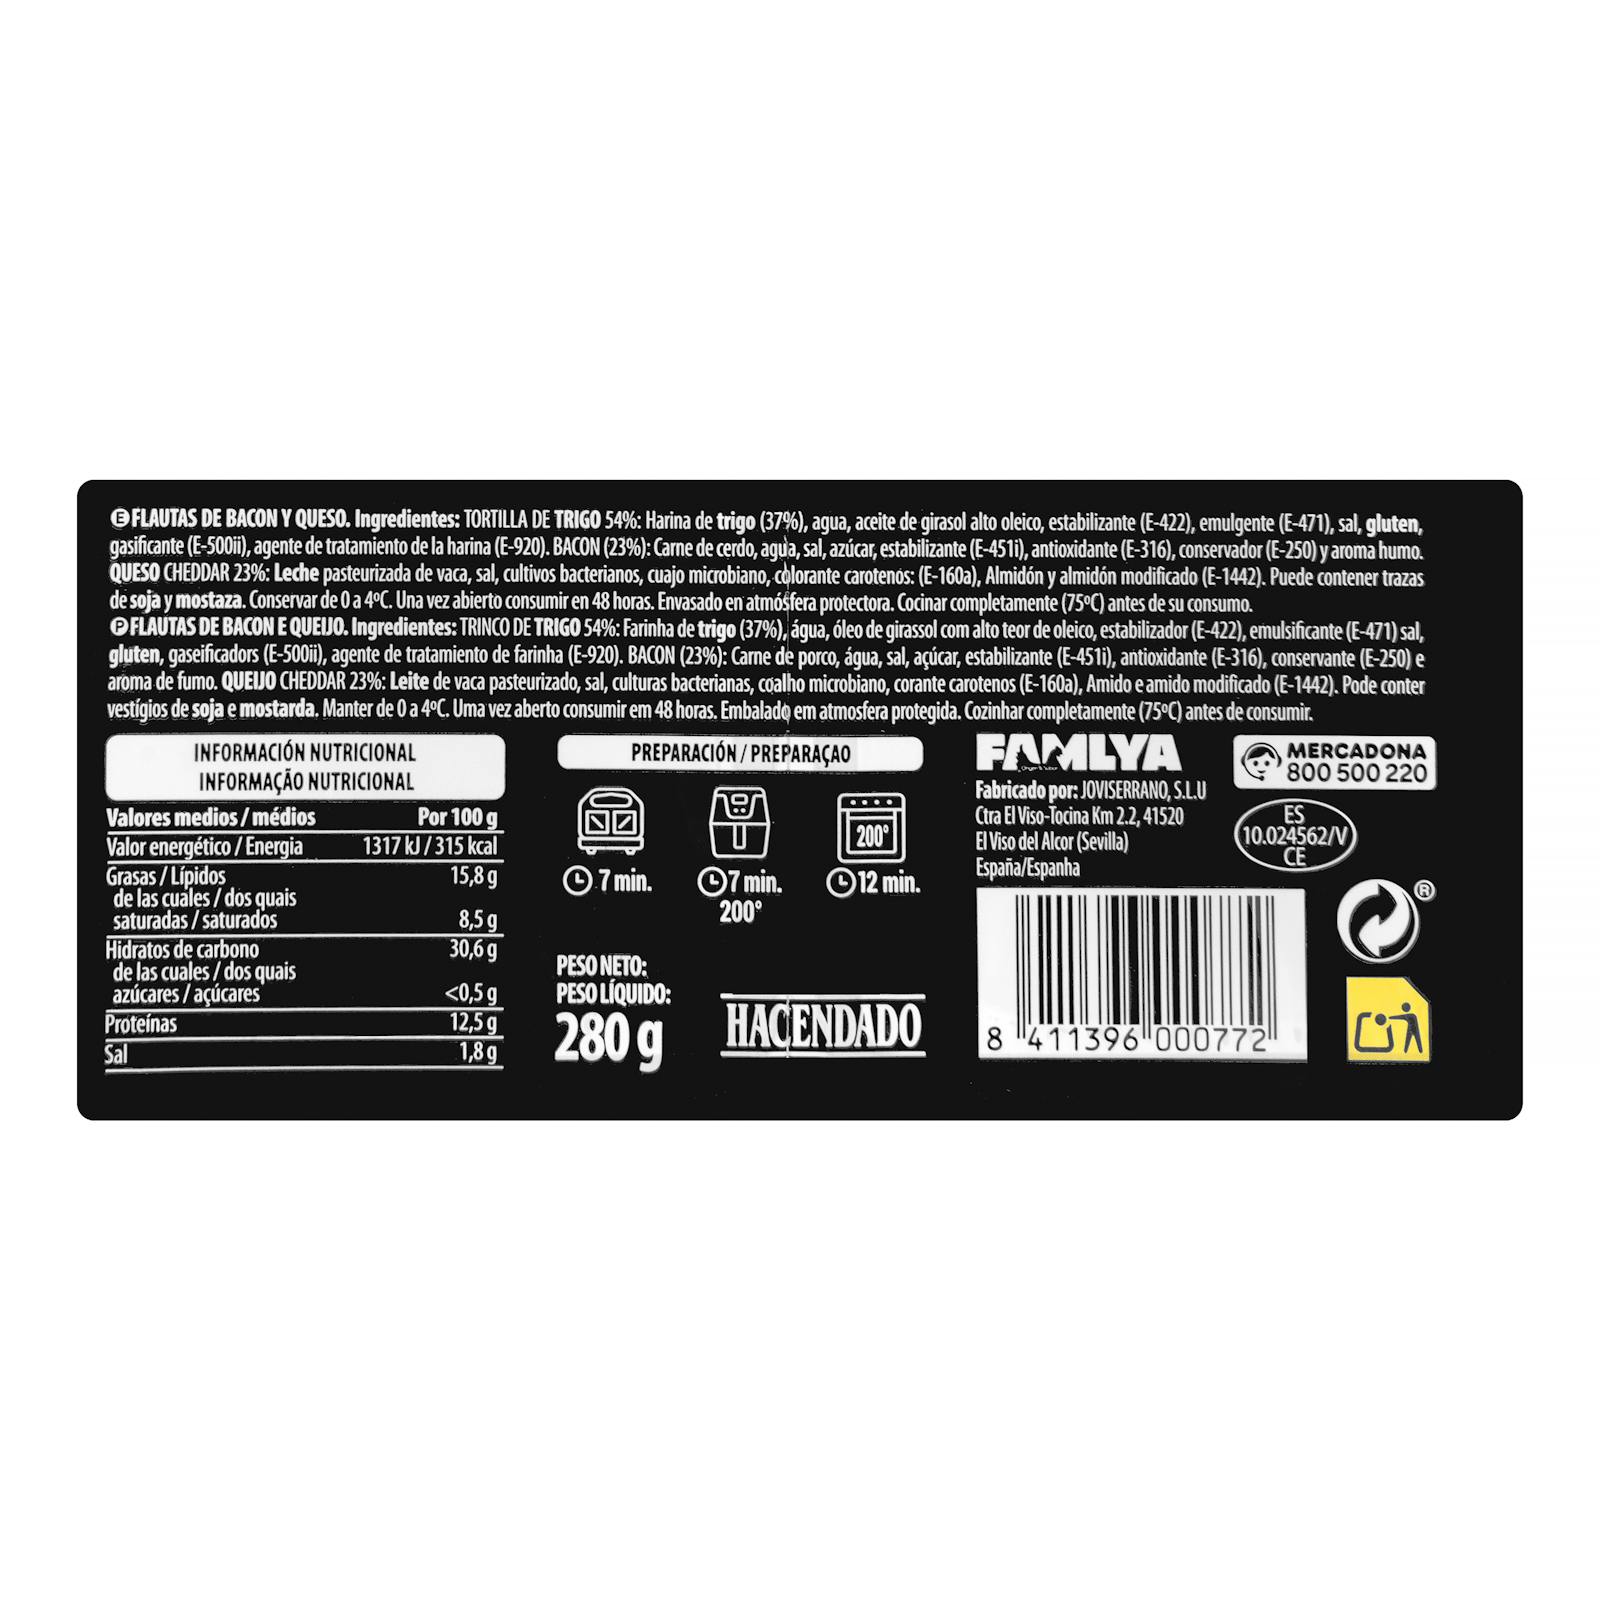 E FLAUTAS DE BACON Y QUESO. Ingredientes: TORTILLA DE TRIGO 54%: Harina de trigo (37%), agua, aceite de girasol alto oleico, estabilizante (E-422), emulgente (E-471), sal, gluten,
gasificante (E-500ii), agente de tratamiento de la harina (E-920). BACON (23%): Carne de cerdo, agua, sal, azúcar, estabilizante (E-451i), antioxidante (E-316), conservador (E-250) y aroma humo.
QUESO CHEDDAR 23%: Leche pasteurizada de vaca, sal, cultivos bacterianos, cuajo microbiano, colorante carotenos: (E-160a), Almidón y almidón modificado (E-1442). Puede contener trazas
de soja y mostaza. Conservar de 0 a 4ºC. Una vez abierto consumir en 48 horas. Envasado en atmósfera protectora. Cocinar completamente (75ºC) antes de su consumo.
P FLAUTAS DE BACON E QUEIJO. Ingredientes: TRINCO DE TRIGO 54%: Farinha de trigo (37%), água, óleo de girassol com alto teor de oleico, estabilizador (E-422), emulsificante (E-471) sal,
gluten, gaseificadors (E-500ii), agente de tratamiento de farinha (E-920). BACON (23%): Carne de porco, água, sal, açúcar, estabilizante (E-451i), antioxidante (E-316), conservante (E-250) e
aroma de fumo. QUEIJO CHEDDAR 23%: Leite de vaca pasteurizado, sal, culturas bacterianas, coalho microbiano, corante carotenos (E-160a), Amido e amido modificado (E-1442). Pode conter
vestígios de soja e mostarda. Manter de 0 a 4ºC. Uma vez aberto consumir em 48 horas. Embalado em atmosfera protegida. Cozinhar completamente (75ºC) antes de consumir.
INFORMACIÓN NUTRICIONAL
INFORMAÇÃO NUTRICIONAL
Valores medios / médios Por 100 g
Valor energético / Energia 1317 kJ / 315 kcal
Grasas / Lípidos 15,8 g
de las cuales / dos quais
saturadas / saturados 8,5 g
Hidratos de carbono 30,6 g
de las cuales / dos quais
azúcares / açúcares <0,5 g
Proteínas 12,5 g
Sal 1,8 g
PREPARACIÓN / PREPARAÇAO
200°
7 min. 7 min. 12 min.
200°
PESO NETO:
PESO LÍQUIDO:
280 g
HACENDADO
FAMLYA
Fabricado por: JOVISERRANO, S.L.U
Ctra El Viso-Tocina Km 2.2, 41520
El Viso del Alcor (Sevilla)
España/Espanha
MERCADONA
800 500 220
ES
10.024562/V
CE
®
8 411396 000772